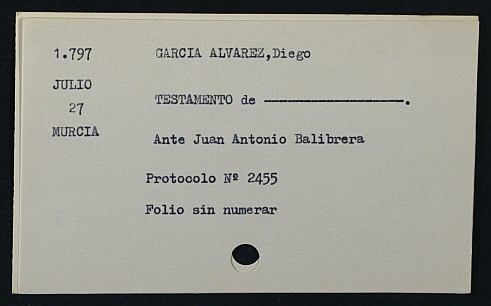 1.797 GARCIA ALVAREZ,Diego
JULIO
27 TESTAMENTO de ------------------.
MURCIA Ante Juan Antonio Balibrera
Protocolo Nº 2455
Folio sin numerar